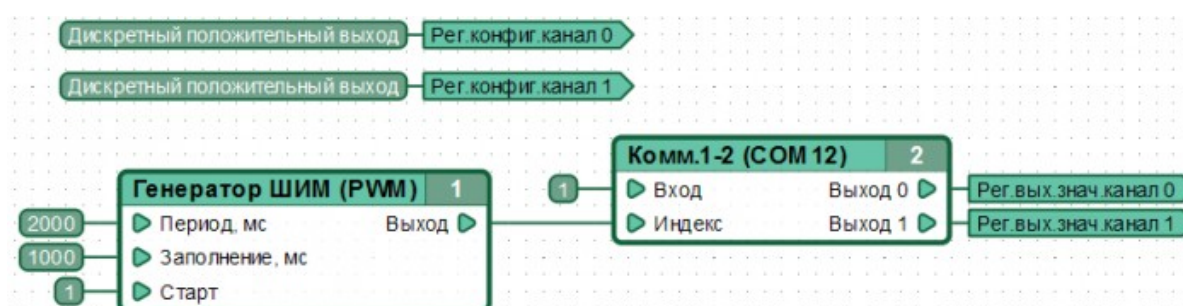 Дискретный положительный выход Рег.конфиг.канал 0
Дискретный положительный выход Рег.конфиг.канал 1
Комм.1-2 (COM 12) 2
Генератор ШИМ (PWM) 1
1 Вход Выход 0 Рег.вых.знач.канал 0
2000 Период, мс Выход
Индекс Выход 1 Рег.вых.знач.канал 1
1000 Заполнение, мс
1 Старт